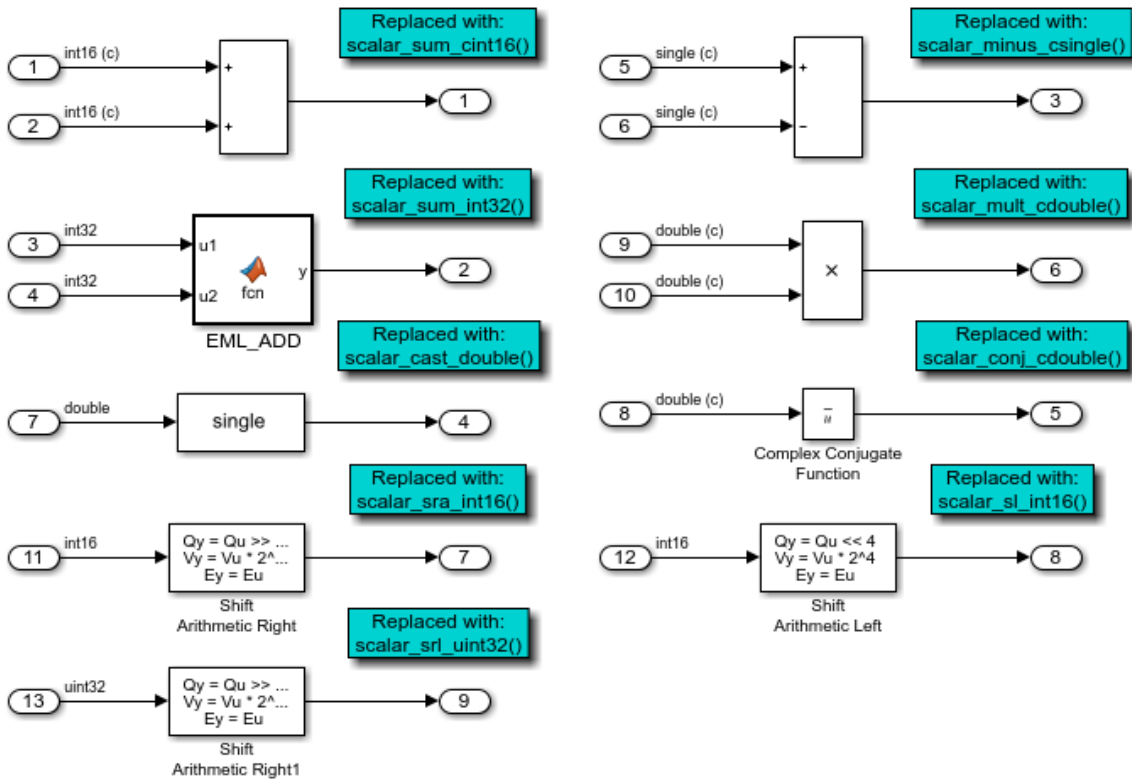 Replaced with:
scalar_sum_cint16()
int16 (c)
1
+
int16 (c)
2
+
1
Replaced with:
scalar_minus_csingle()
single (c)
5
+
single (c)
6
−
3
Replaced with:
scalar_sum_int32()
int32
3
u1
int32
4
u2
fcn
y
2
EML_ADD
Replaced with:
scalar_mult_cdouble()
double (c)
9
double (c)
10
×
6
Replaced with:
scalar_cast_double()
double
7
single
4
Replaced with:
scalar_conj_cdouble()
double (c)
8
u̅
5
Complex Conjugate
Function
Replaced with:
scalar_sra_int16()
int16
11
Qy = Qu >> ...
Vy = Vu * 2^...
Ey = Eu
7
Shift
Arithmetic Right
Replaced with:
scalar_sl_int16()
int16
12
Qy = Qu << 4
Vy = Vu * 2^4
Ey = Eu
8
Shift
Arithmetic Left
Replaced with:
scalar_srl_uint32()
uint32
13
Qy = Qu >> ...
Vy = Vu * 2^...
Ey = Eu
9
Shift
Arithmetic Right1